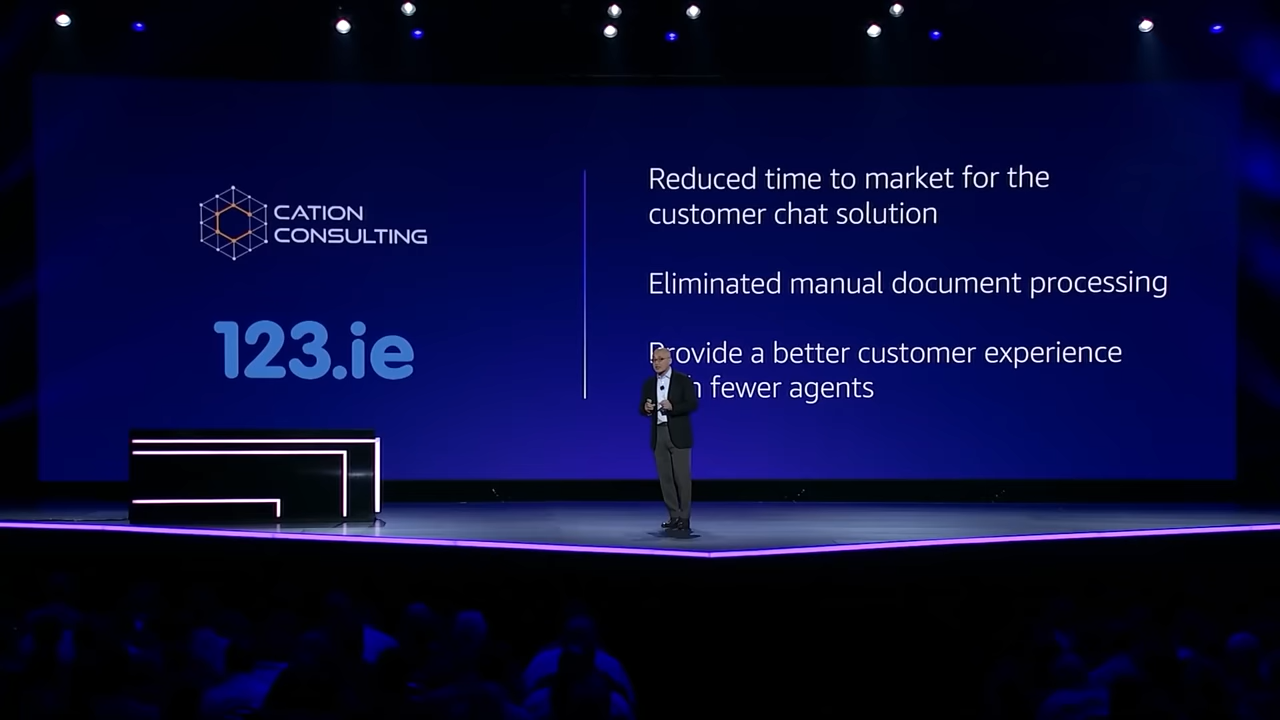 CATION
CONSULTING
123.ie
Reduced time to market for the
customer chat solution
Eliminated manual document processing
Provide a better customer experience
fewer agents